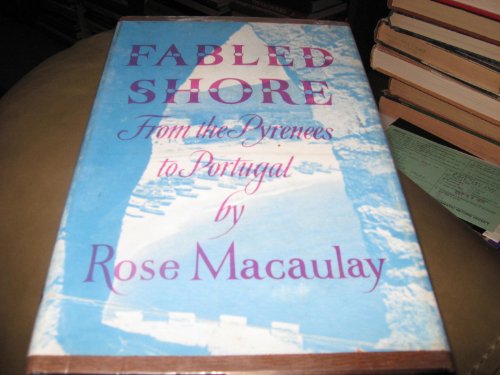 FABLED
SHORE
From the Pyrenees
to Portugal
by
Rose Macaulay